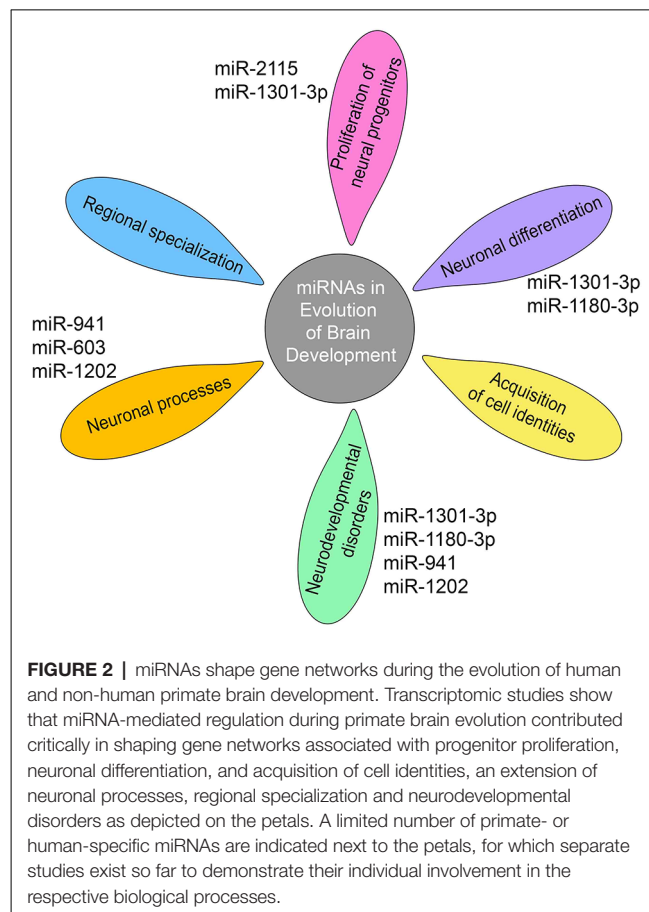 miR-2115
miR-1301-3p
Proliferation of
neural progenitors
Regional specialization
Neuronal differentiation
miR-1301-3p
miR-1180-3p
miRNAs in
Evolution
of Brain
Development
miR-941
miR-603
miR-1202
Neuronal processes
Acquisition
of cell identities
Neurodevelopmental
disorders
miR-1301-3p
miR-1180-3p
miR-941
miR-1202
FIGURE 2 | miRNAs shape gene networks during the evolution of human
and non-human primate brain development. Transcriptomic studies show
that miRNA-mediated regulation during primate brain evolution contributed
critically in shaping gene networks associated with progenitor proliferation,
neuronal differentiation, and acquisition of cell identities, an extension of
neuronal processes, regional specialization and neurodevelopmental
disorders as depicted on the petals. A limited number of primate- or
human-specific miRNAs are indicated next to the petals, for which separate
studies exist so far to demonstrate their individual involvement in the
respective biological processes.